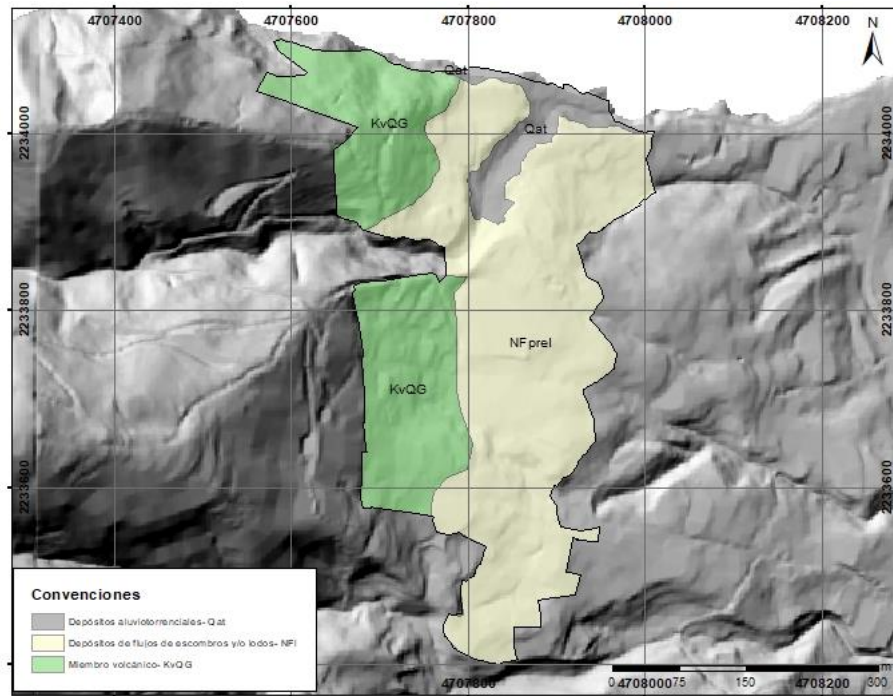 4707400 4707600 4707800 4708000 4708200
N
Qat
KvQG
Qat
2234000 2234000
2233800 2233800
NFprel
KvQG
2233600 2233600
Convenciones
Depósitos aluviotorrenciales- Qat
Depósitos de flujos de escombros y/o lodos- NFI
Miembro volcánico- KvQG
m
0 75 150 300
4707800 4708000 4708200